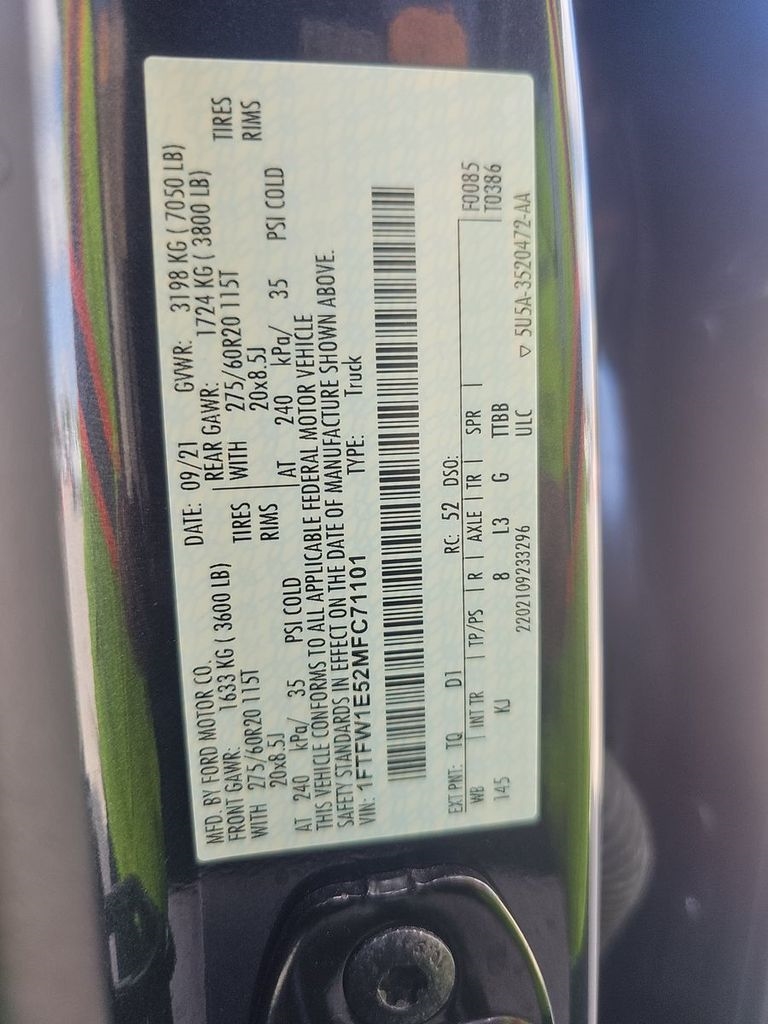 MFD. BY FORD MOTOR CO.
DATE: 09/21 GVWR: 3198 KG ( 7050 LB)
FRONT GAWR: 1633 KG ( 3600 LB) REAR GAWR: 1724 KG ( 3800 LB)
WITH 275/60R20 115T TIRES WITH 275/60R20 115T TIRES
20x8.5J RIMS 20x8.5J RIMS
AT 240 kPa/ 35 PSI COLD AT 240 kPa/ 35 PSI COLD
THIS VEHICLE CONFORMS TO ALL APPLICABLE FEDERAL MOTOR VEHICLE
SAFETY STANDARDS IN EFFECT ON THE DATE OF MANUFACTURE SHOWN ABOVE.
VIN: 1FTFW1E52MFC71101 TYPE: Truck
EXT PNT: TQ D1 RC: 52 DSO: F0085
WB | INT TR | TP/PS | R | AXLE | TR | SPR | T0386
145 KJ 8 L3 G TTBB
2202109233296 ULC ▽ 5U5A-3520472-AA